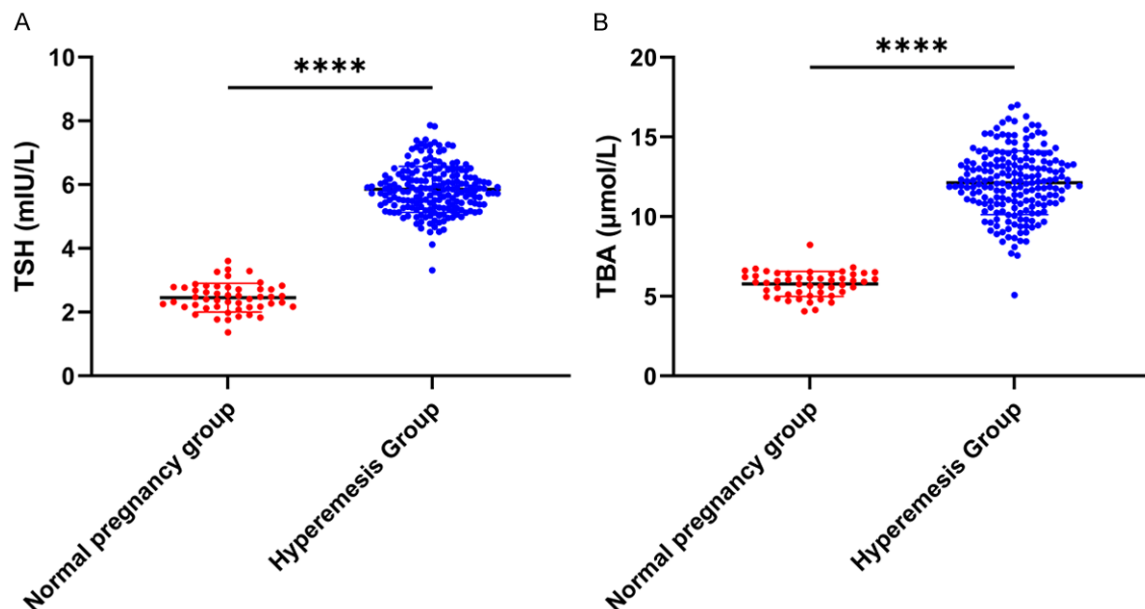 A
B
****
****
TSH (mIU/L)
10
8
6
4
2
0
Normal pregnancy group
Hyperemesis Group
TBA (μmol/L)
20
15
10
5
0
Normal pregnancy group
Hyperemesis Group